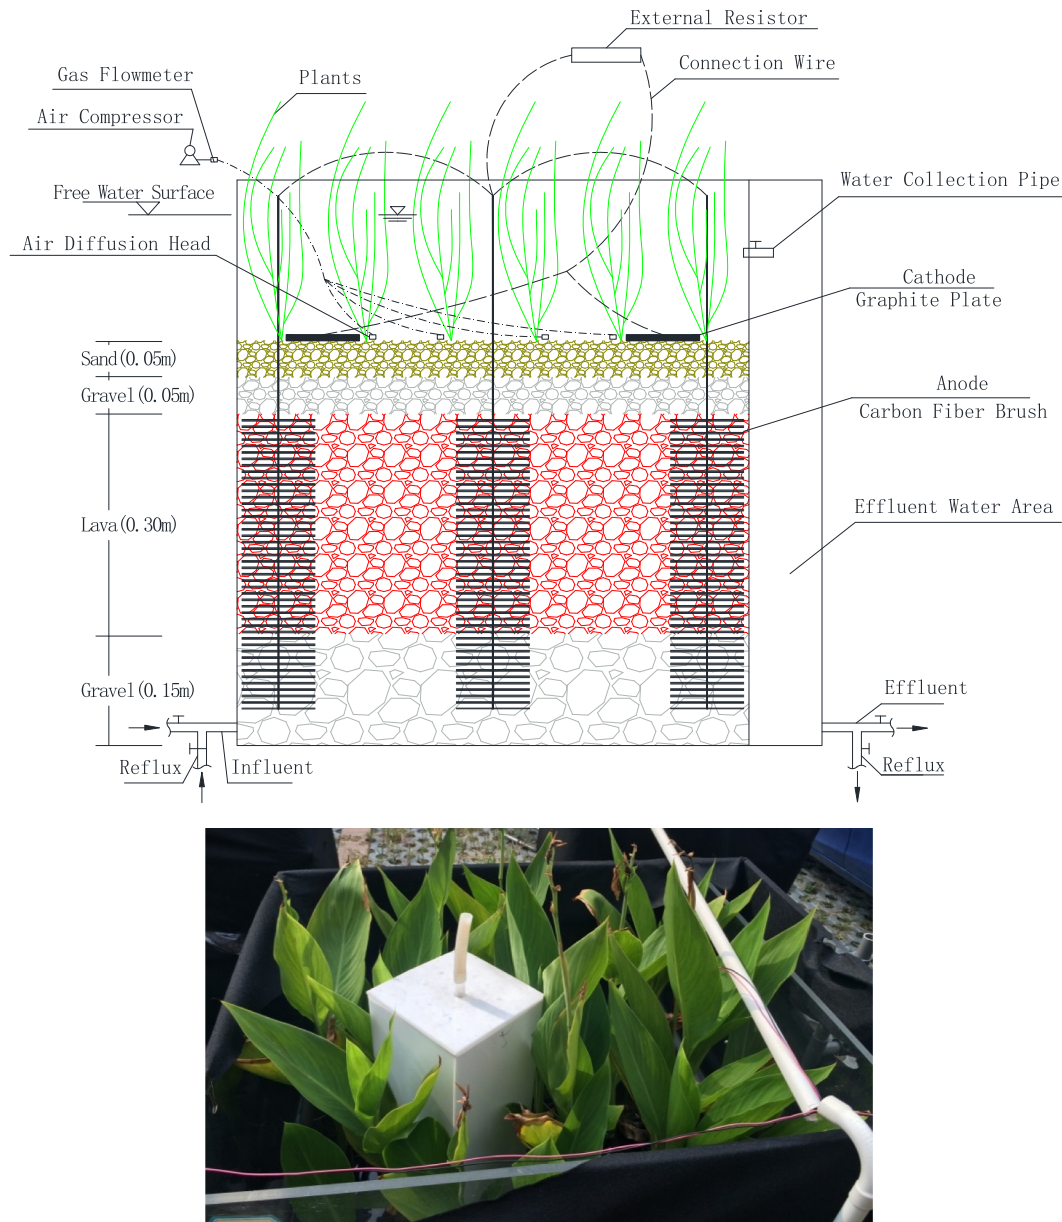 External Resistor
Connection Wire
Gas Flowmeter
Plants
Air Compressor
Free Water Surface
Water Collection Pipe
Air Diffusion Head
Cathode
Graphite Plate
Sand(0.05m)
Gravel(0.05m)
Anode
Carbon Fiber Brush
Lava(0.30m)
Effluent Water Area
Gravel(0.15m)
Effluent
Reflux
Influent
Reflux